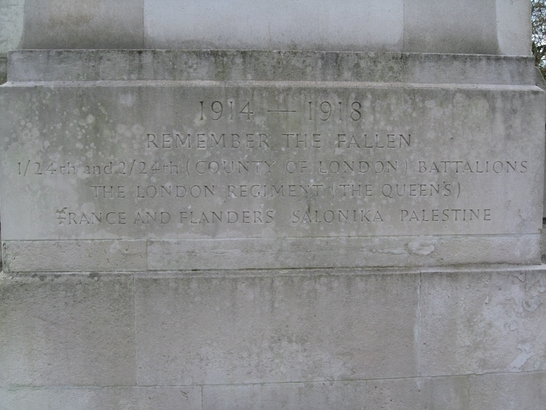 1914 — 1918
REMEMBER THE FALLEN
1/24th and 2/24th (COUNTY OF LONDON) BATTALIONS
THE LONDON REGIMENT (THE QUEEN'S)
FRANCE AND FLANDERS SALONIKA PALESTINE